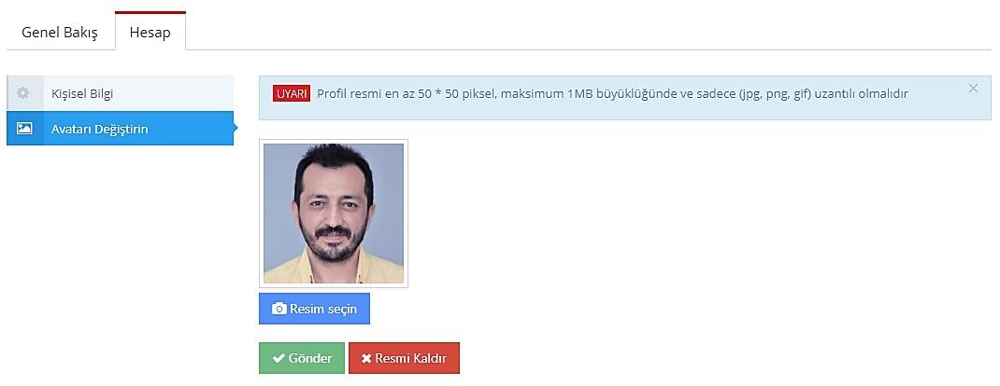 Genel Bakış
Hesap
Kişisel Bilgi
Avatarı Değiştirin
UYARI Profil resmi en az 50 * 50 piksel, maksimum 1MB büyüklüğünde ve sadece (jpg, png, gif) uzantılı olmalıdır
Resim seçin
Gönder
Resmi Kaldır